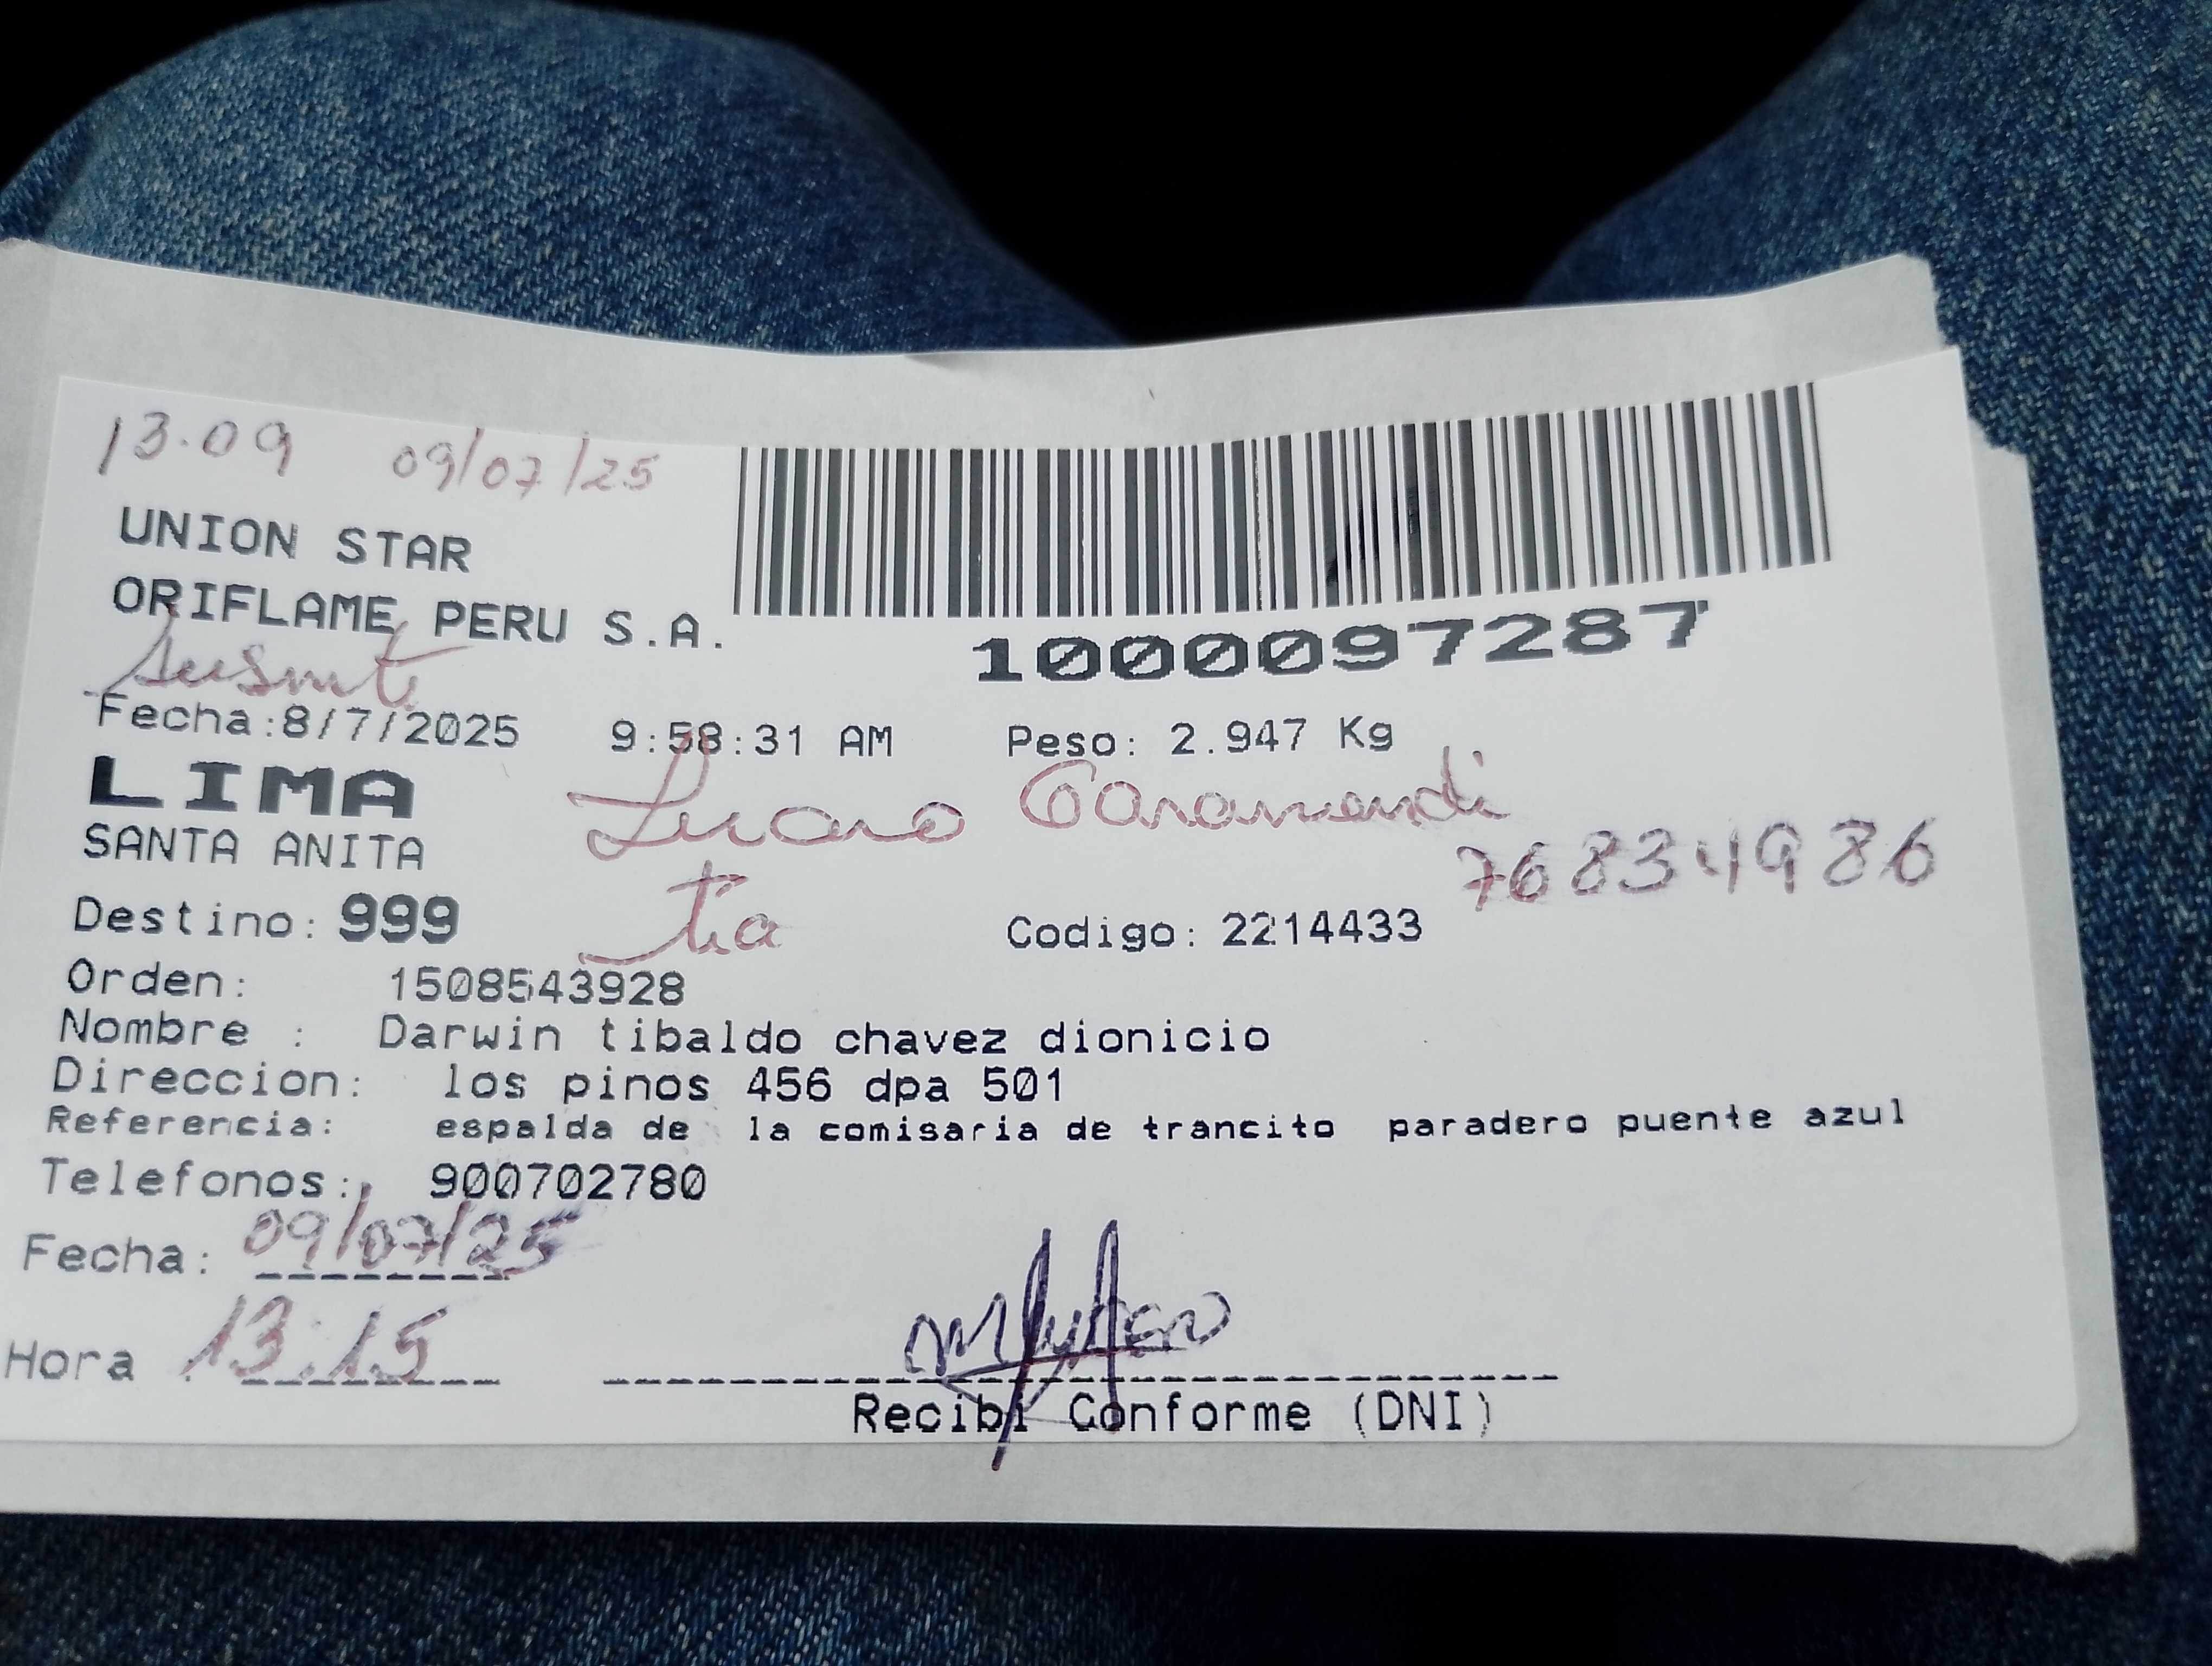 13.09 09/07/25
UNION STAR
ORIFLAME PERU S.A.
1000097287
Fecha:8/7/2025 9:58:31 AM Peso: 2.947 Kg
LIMA
SANTA ANITA
Garamendi
768334986
Destino: 999 tia Codigo: 2214433
Orden: 1508543928
Nombre : Darwin tibaldo chavez dionicio
Direccion: los pinos 456 dpa 501
Referencia: espalda de la comisaria de trancito paradero puente azul
Telefonos: 900702780
Fecha: 09/07/25
Hora 13:15
Recibi Conforme (DNI)